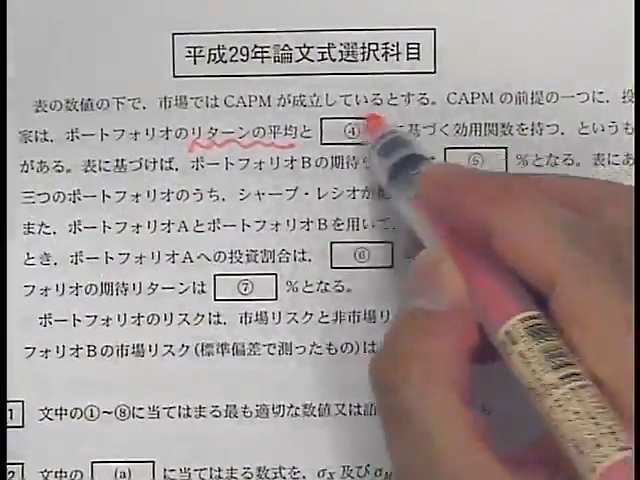 平成29年論文式選択科目
表の数値の下で、市場ではCAPMが成立しているとする。CAPMの前提の一つに、投
家は、ポートフォリオのリターンの平均と ④ に基づく効用関数を持つ、というも
がある。表に基づけば、ポートフォリオBの期待 ⑤ %となる。表にあ
三つのポートフォリオのうち、シャープ・レシオが
また、ポートフォリオAとポートフォリオBを用いて
とき、ポートフォリオAへの投資割合は、 ⑥
フォリオの期待リターンは ⑦ %となる。
ポートフォリオのリスクは、市場リスクと非市場リ
フォリオBの市場リスク(標準偏差で測ったもの)は
1 文中の①~⑧に当てはまる最も適切な数値又は語
2 文中の (a) に当てはまる数式を、σX 及び σM